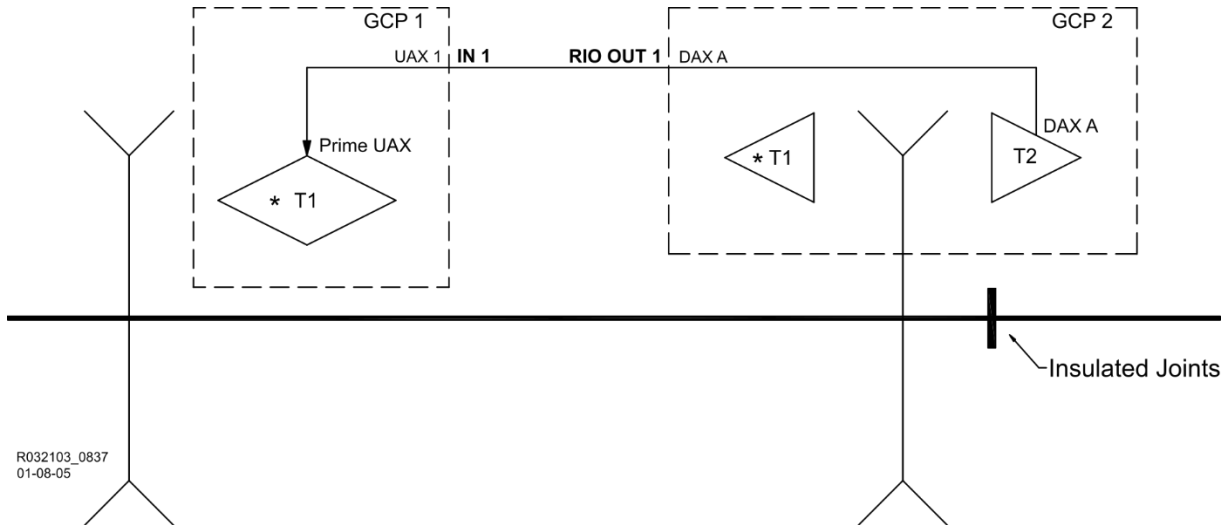 GCP 1
GCP 2
UAX 1 IN 1 RIO OUT 1 DAX A
Prime UAX
DAX A
* T1
* T1
T2
Insulated Joints
R032103_0837
01-08-05